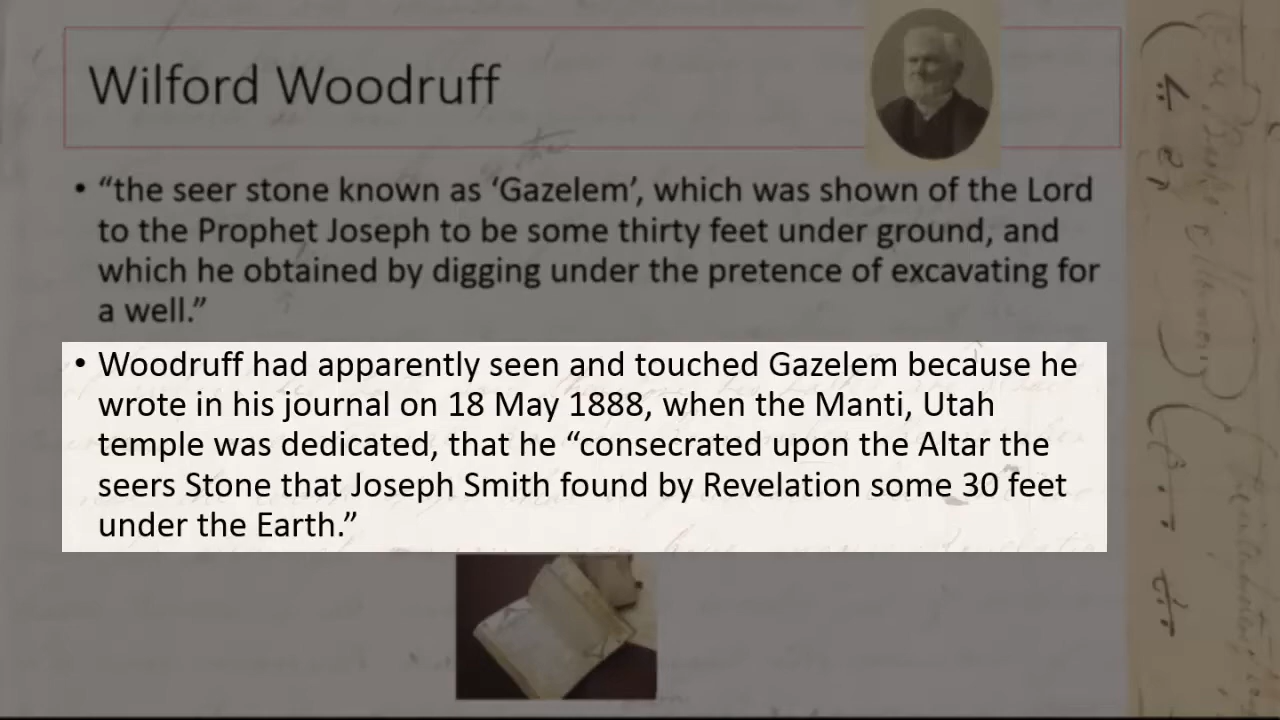 Wilford Woodruff
• “the seer stone known as ‘Gazelem’, which was shown of the Lord
to the Prophet Joseph to be some thirty feet under ground, and
which he obtained by digging under the pretence of excavating for
a well.”
• Woodruff had apparently seen and touched Gazelem because he
wrote in his journal on 18 May 1888, when the Manti, Utah
temple was dedicated, that he “consecrated upon the Altar the
seers Stone that Joseph Smith found by Revelation some 30 feet
under the Earth.”